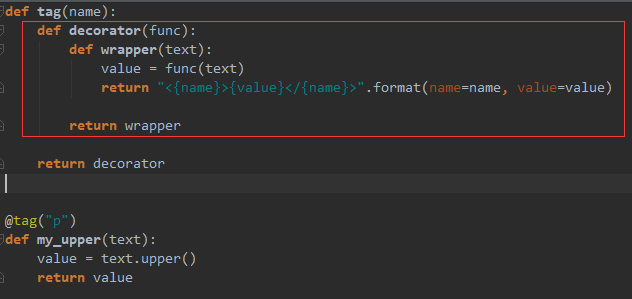 def tag(name):
    def decorator(func):
        def wrapper(text):
            value = func(text)
            return "<{name}>{value}</{name}>".format(name=name, value=value)
        return wrapper
    return decorator
@tag("p")
def my_upper(text):
    value = text.upper()
    return value